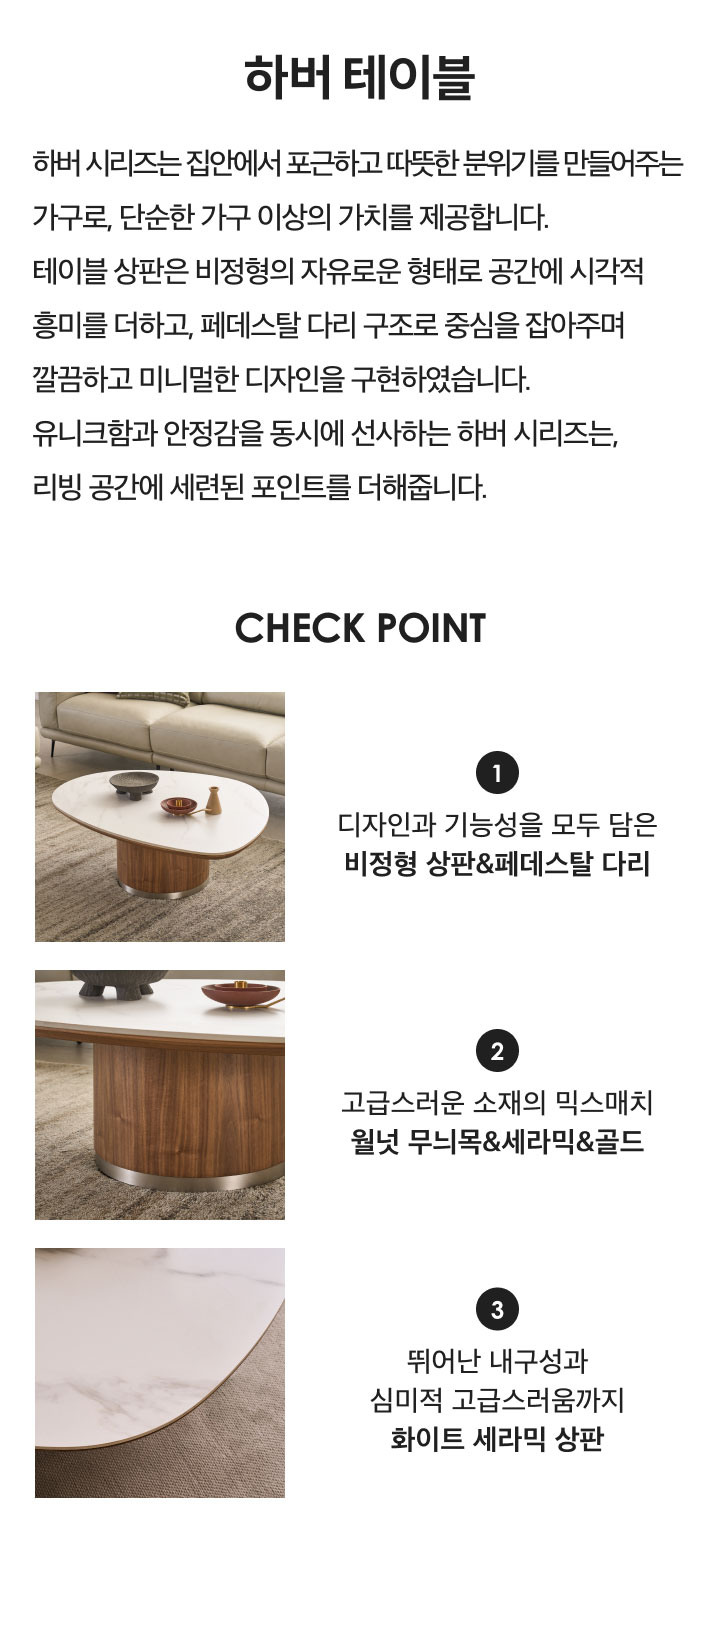 하버 테이블
하버 시리즈는 집안에서 포근하고 따뜻한 분위기를 만들어주는
가구로, 단순한 가구 이상의 가치를 제공합니다.
테이블 상판은 비정형의 자유로운 형태로 공간에 시각적
흥미를 더하고, 페데스탈 다리 구조로 중심을 잡아주며
깔끔하고 미니멀한 디자인을 구현하였습니다.
유니크함과 안정감을 동시에 선사하는 하버 시리즈는,
리빙 공간에 세련된 포인트를 더해줍니다.
CHECK POINT
1
디자인과 기능성을 모두 담은
비정형 상판&페데스탈 다리
2
고급스러운 소재의 믹스매치
월넛 무늬목&세라믹&골드
3
뛰어난 내구성과
심미적 고급스러움까지
화이트 세라믹 상판